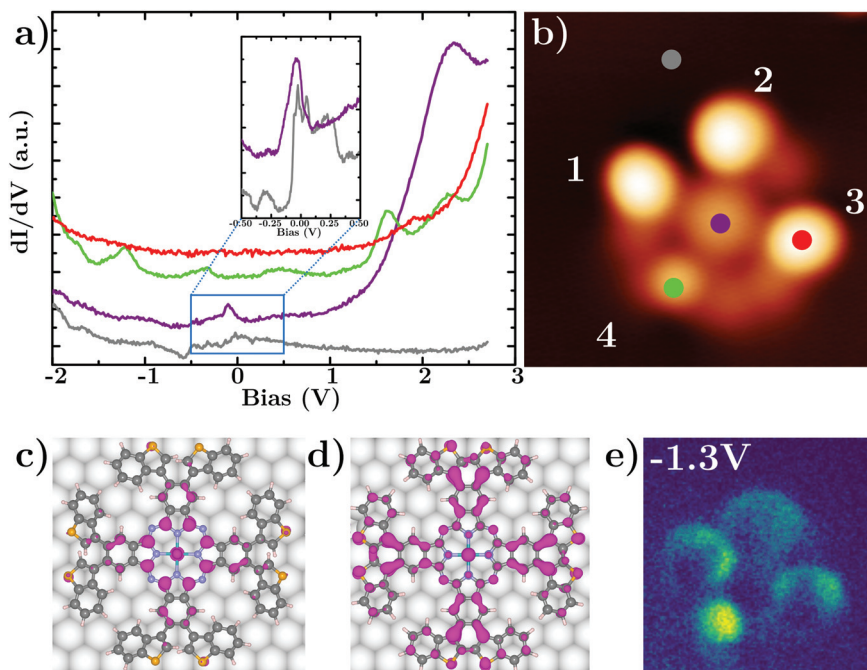 a)
dI/dV (a.u.)
-0.50 -0.25 0.00 0.25 0.50
Bias (V)
-2 -1 0 1 2 3
Bias (V)
b)
2
1
3
4
c)
d)
e)
-1.3V